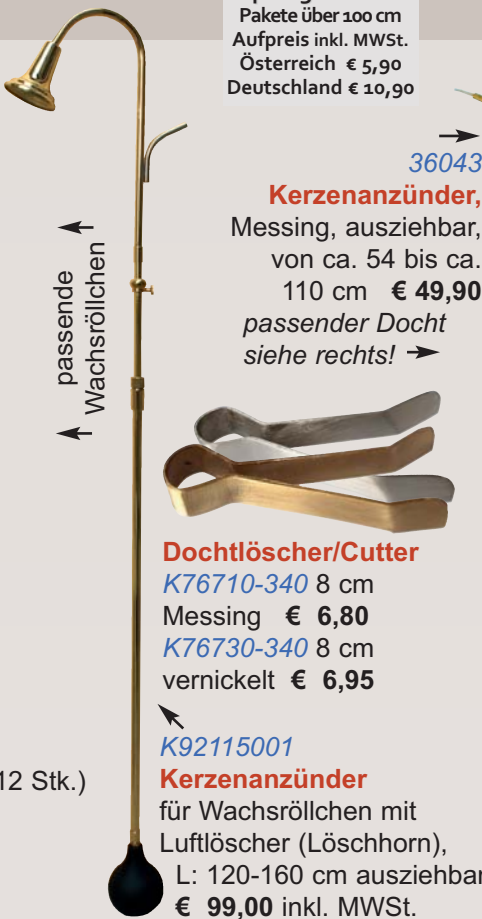 Pakete über 100 cm
Aufpreis inkl. MWSt.
Österreich € 5,90
Deutschland € 10,90
36043
Kerzenanzünder,
Messing, ausziehbar,
von ca. 54 bis ca.
110 cm € 49,90
passender Docht
siehe rechts!
passende
Wachsröllchen
Dochtlöscher/Cutter
K76710-340 8 cm
Messing € 6,80
K76730-340 8 cm
vernickelt € 6,95
12 Stk.)
K92115001
Kerzenanzünder
für Wachsröllchen mit
Luftlöscher (Löschhorn),
L: 120-160 cm ausziehbar
€ 99,00 inkl. MWSt.